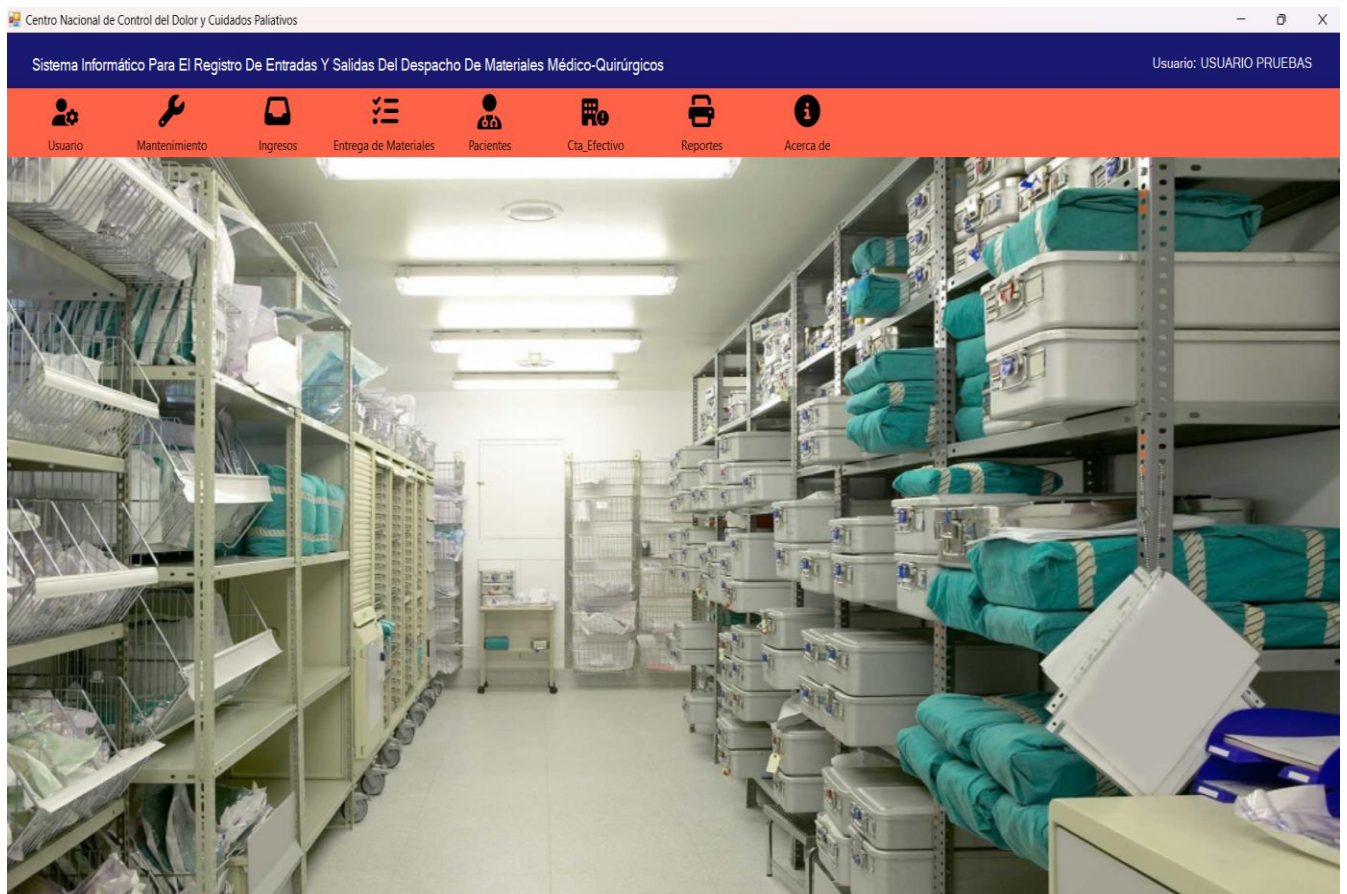 Centro Nacional de Control del Dolor y Cuidados Paliativos
Sistema Informático Para El Registro De Entradas Y Salidas Del Despacho De Materiales Médico-Quirúrgicos
Usuario: USUARIO PRUEBAS
Usuario Mantenimiento Ingresos Entrega de Materiales Pacientes Cta_Efectivo Reportes Acerca de